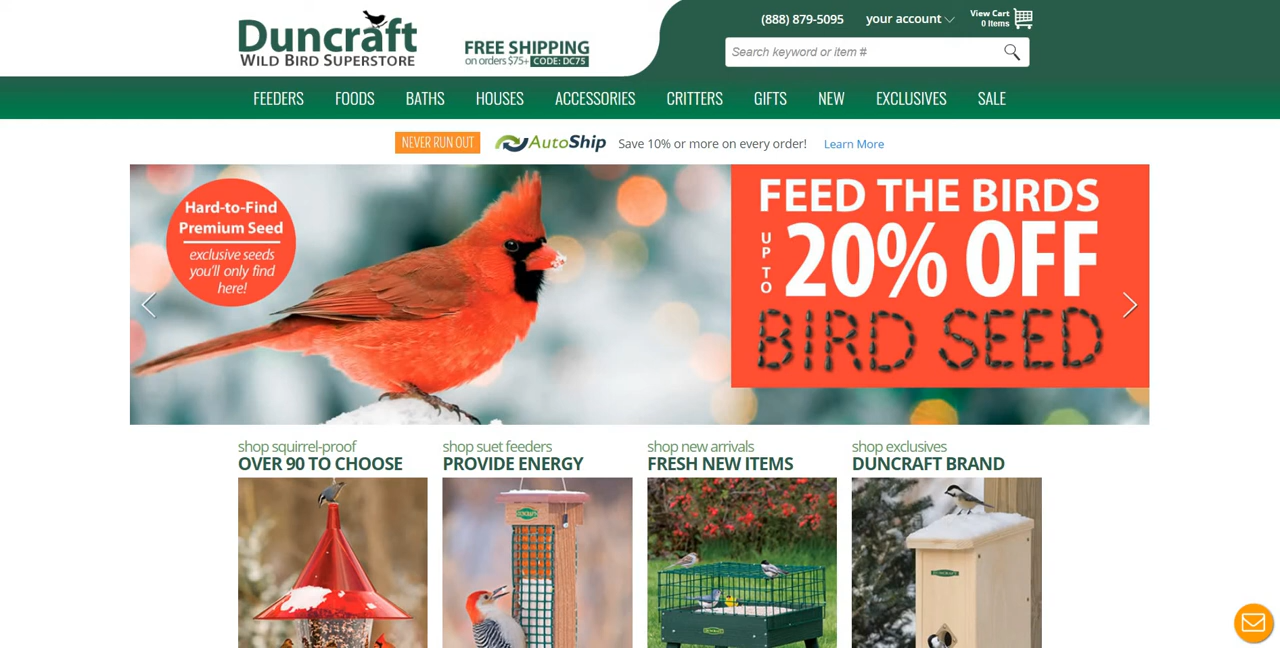 Duncraft
WILD BIRD SUPERSTORE
FREE SHIPPING
on orders $75+ CODE: DC75
(888) 879-5095
your account
View Cart
0 Items
Search keyword or item #
FEEDERS
FOODS
BATHS
HOUSES
ACCESSORIES
CRITTERS
GIFTS
NEW
EXCLUSIVES
SALE
NEVER RUN OUT
AutoShip
Save 10% or more on every order!
Learn More
Hard-to-Find
Premium Seed
exclusive seeds
you'll only find
here!
FEED THE BIRDS
UP TO
20% OFF
BIRD SEED
shop squirrel-proof
OVER 90 TO CHOOSE
shop suet feeders
PROVIDE ENERGY
shop new arrivals
FRESH NEW ITEMS
shop exclusives
DUNCRAFT BRAND